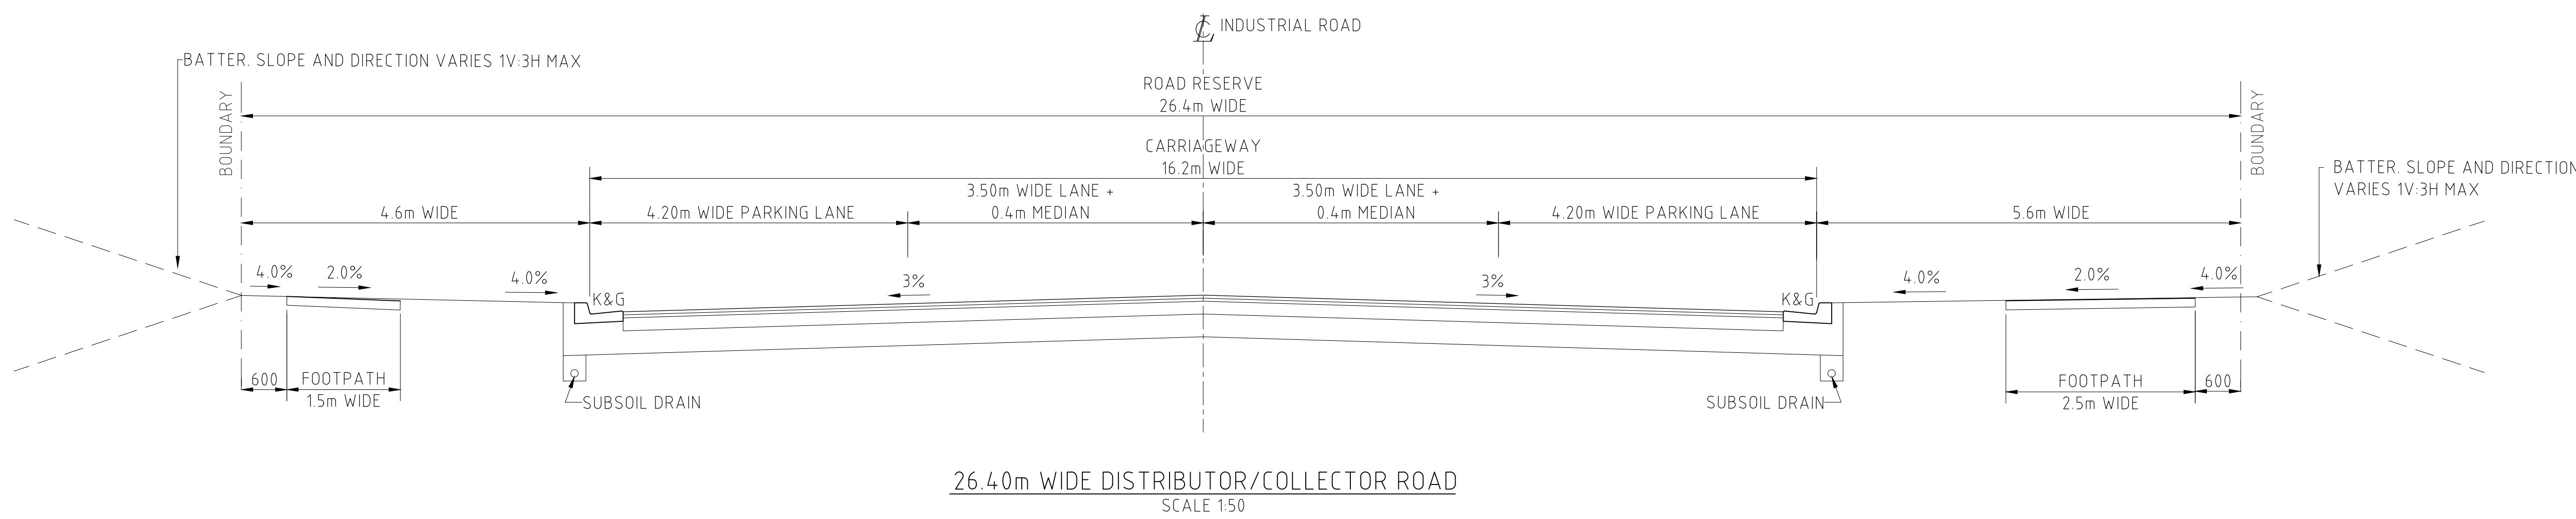 ℄ INDUSTRIAL ROAD
BATTER. SLOPE AND DIRECTION VARIES 1V:3H MAX
ROAD RESERVE
26.4m WIDE
BOUNDARY
BOUNDARY
CARRIAGEWAY
16.2m WIDE
BATTER. SLOPE AND DIRECTION
VARIES 1V:3H MAX
4.6m WIDE
4.20m WIDE PARKING LANE
3.50m WIDE LANE +
0.4m MEDIAN
3.50m WIDE LANE +
0.4m MEDIAN
4.20m WIDE PARKING LANE
5.6m WIDE
4.0%
2.0%
4.0%
3%
3%
4.0%
2.0%
4.0%
K&G
K&G
600
FOOTPATH
1.5m WIDE
SUBSOIL DRAIN
SUBSOIL DRAIN
FOOTPATH
2.5m WIDE
600
26.40m WIDE DISTRIBUTOR/COLLECTOR ROAD
SCALE 1:50